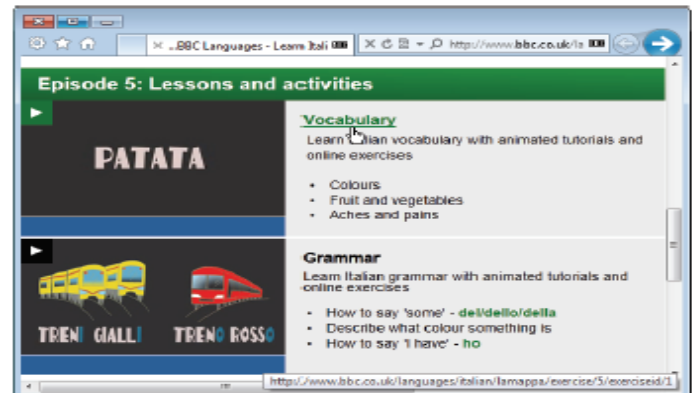 ...BBC Languages - Learn Itali
http://www.bbc.co.uk/la
Episode 5: Lessons and activities
PATATA
Vocabulary
Learn Italian vocabulary with animated tutorials and
online exercises
• Colours
• Fruit and vegetables
• Aches and pains
TRENI GIALLI
TRENO ROSSO
Grammar
Learn Italian grammar with animated tutorials and
online exercises
• How to say 'some' - del/dello/della
• Describe what colour something is
• How to say 'I have' - ho
http://www.bbc.co.uk/languages/italian/lamappa/exercise/5/exerciseid/1